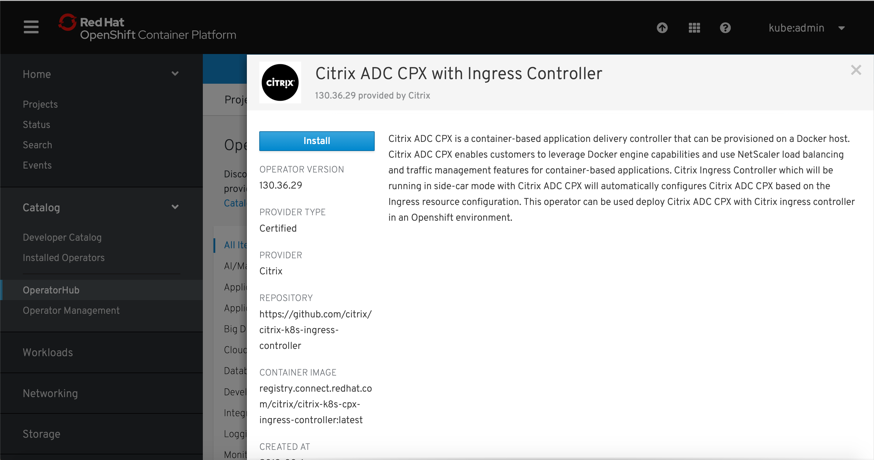 Red Hat
OpenShift Container Platform
kube:admin
Home
Projects
Status
Search
Events
Catalog
Developer Catalog
Installed Operators
OperatorHub
Operator Management
Workloads
Networking
Storage
CITRIX
Citrix ADC CPX with Ingress Controller
130.36.29 provided by Citrix
Install
OPERATOR VERSION
130.36.29
PROVIDER TYPE
Certified
PROVIDER
Citrix
REPOSITORY
https://github.com/citrix/
citrix-k8s-ingress-
controller
CONTAINER IMAGE
registry.connect.redhat.co
m/citrix/citrix-k8s-cpx-
ingress-controller:latest
CREATED AT
Citrix ADC CPX is a container-based application delivery controller that can be provisioned on a Docker host.
Citrix ADC CPX enables customers to leverage Docker engine capabilities and use NetScaler load balancing
and traffic management features for container-based applications. Citrix Ingress Controller which will be
running in side-car mode with Citrix ADC CPX will automatically configures Citrix ADC CPX based on the
Ingress resource configuration. This operator can be used deploy Citrix ADC CPX with Citrix ingress controller
in an Openshift environment.
Proje
Ope
Disco
provi
Catal
All Ite
AI/Ma
Applic
Applic
Big D
Cloud
Datab
Devel
Integ
Loggi
Monit